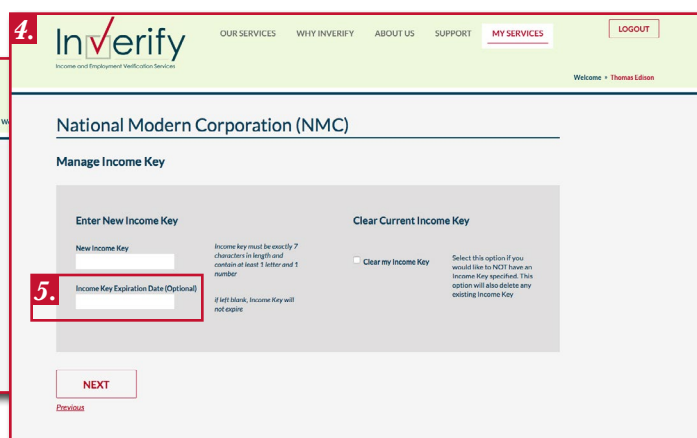 4.
Inverify
Income and Employment Verification Services
OUR SERVICES WHY INVERIFY ABOUT US SUPPORT MY SERVICES
LOGOUT
Welcome • Thomas Edison
National Modern Corporation (NMC)
Manage Income Key
Enter New Income Key
New Income Key
Income key must be exactly 7
characters in length and
contain at least 1 letter and 1
number
5.
Income Key Expiration Date (Optional)
if left blank, Income Key will
not expire
Clear Current Income Key
Clear my Income Key
Select this option if you
would like to NOT have an
Income Key specified. This
option will also delete any
existing Income Key
NEXT
Previous